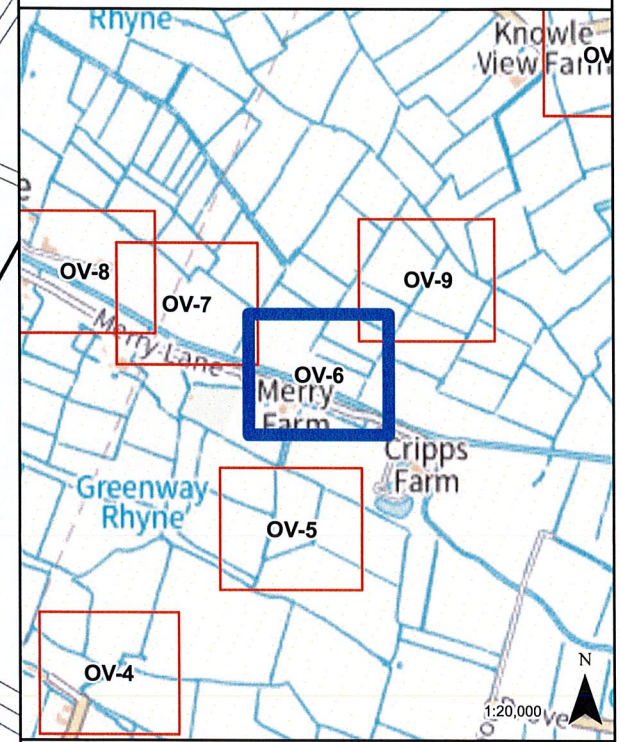 Rhyne
Knowle
View Farm
OV
e
OV-8
OV-9
OV-7
Merry Lane
OV-6
Merry
Farm
Cripps
Farm
Greenway
Rhyne
OV-5
OV-4
N
1:20,000